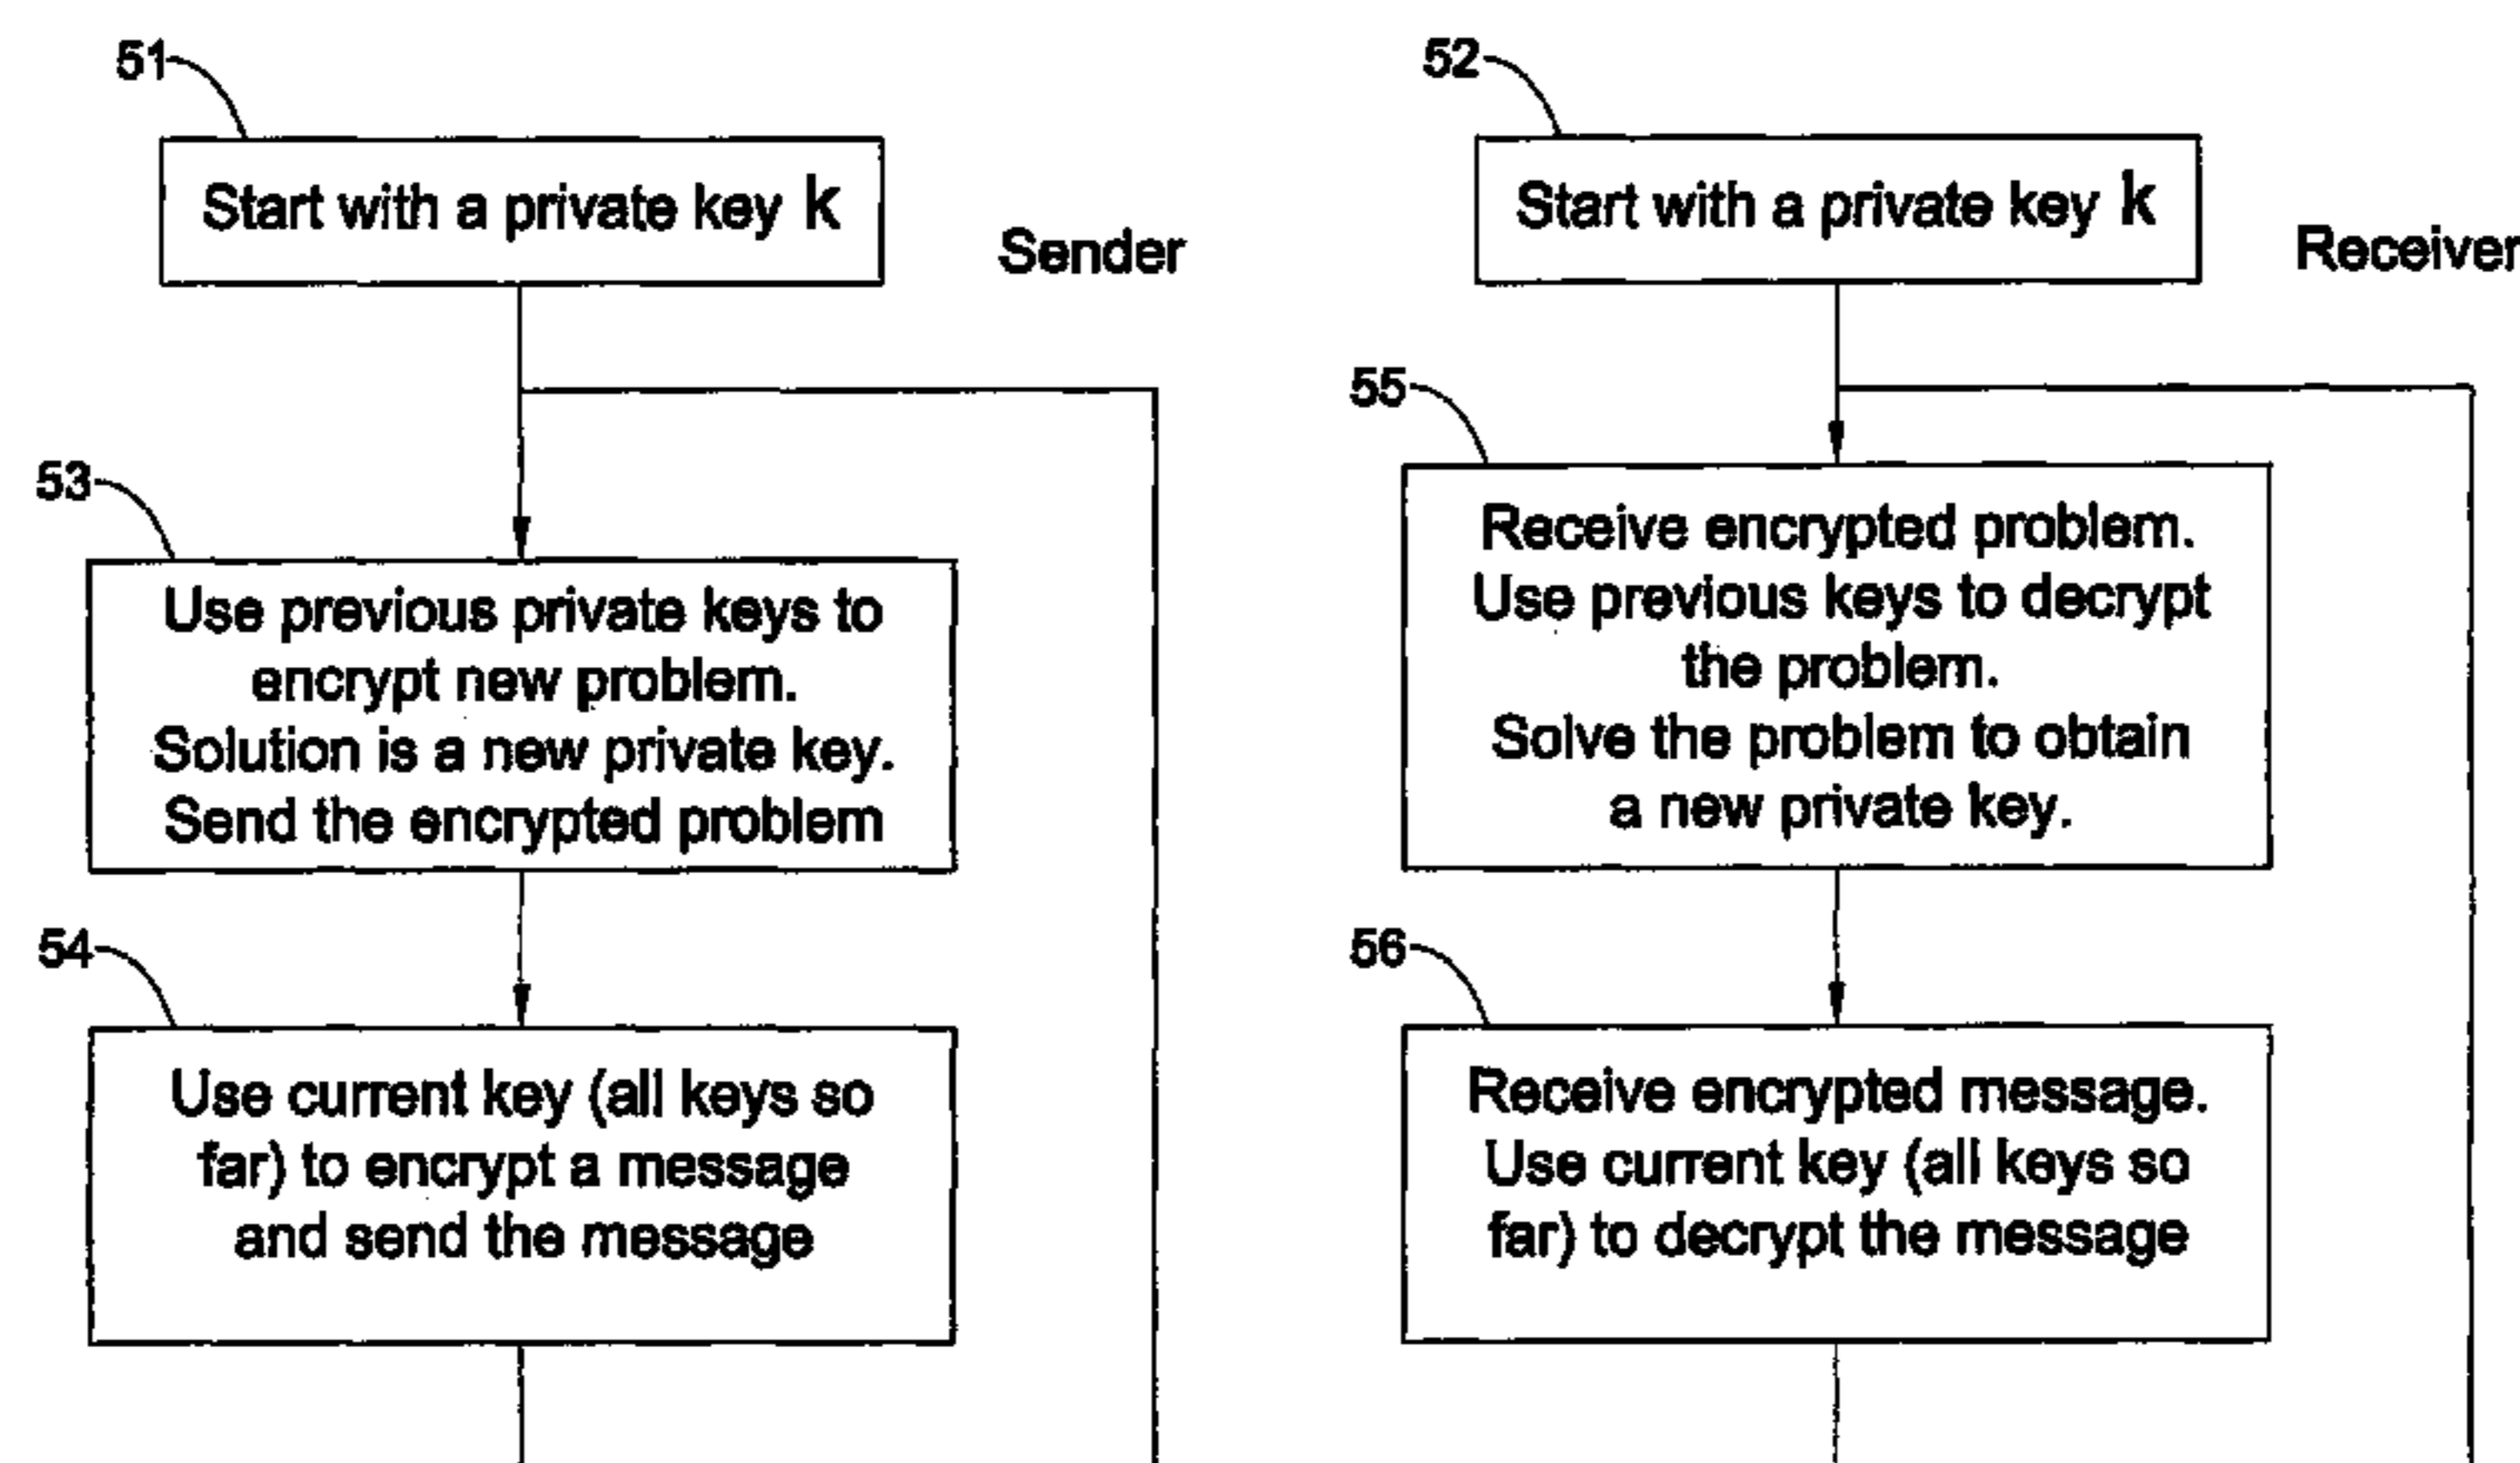 51
Start with a private key k
Sender
53
Use previous private keys to
encrypt new problem.
Solution is a new private key.
Send the encrypted problem
54
Use current key (all keys so
far) to encrypt a message
and send the message
52
Start with a private key k
Receiver
55
Receive encrypted problem.
Use previous keys to decrypt
the problem.
Solve the problem to obtain
a new private key.
56
Receive encrypted message.
Use current key (all keys so
far) to decrypt the message